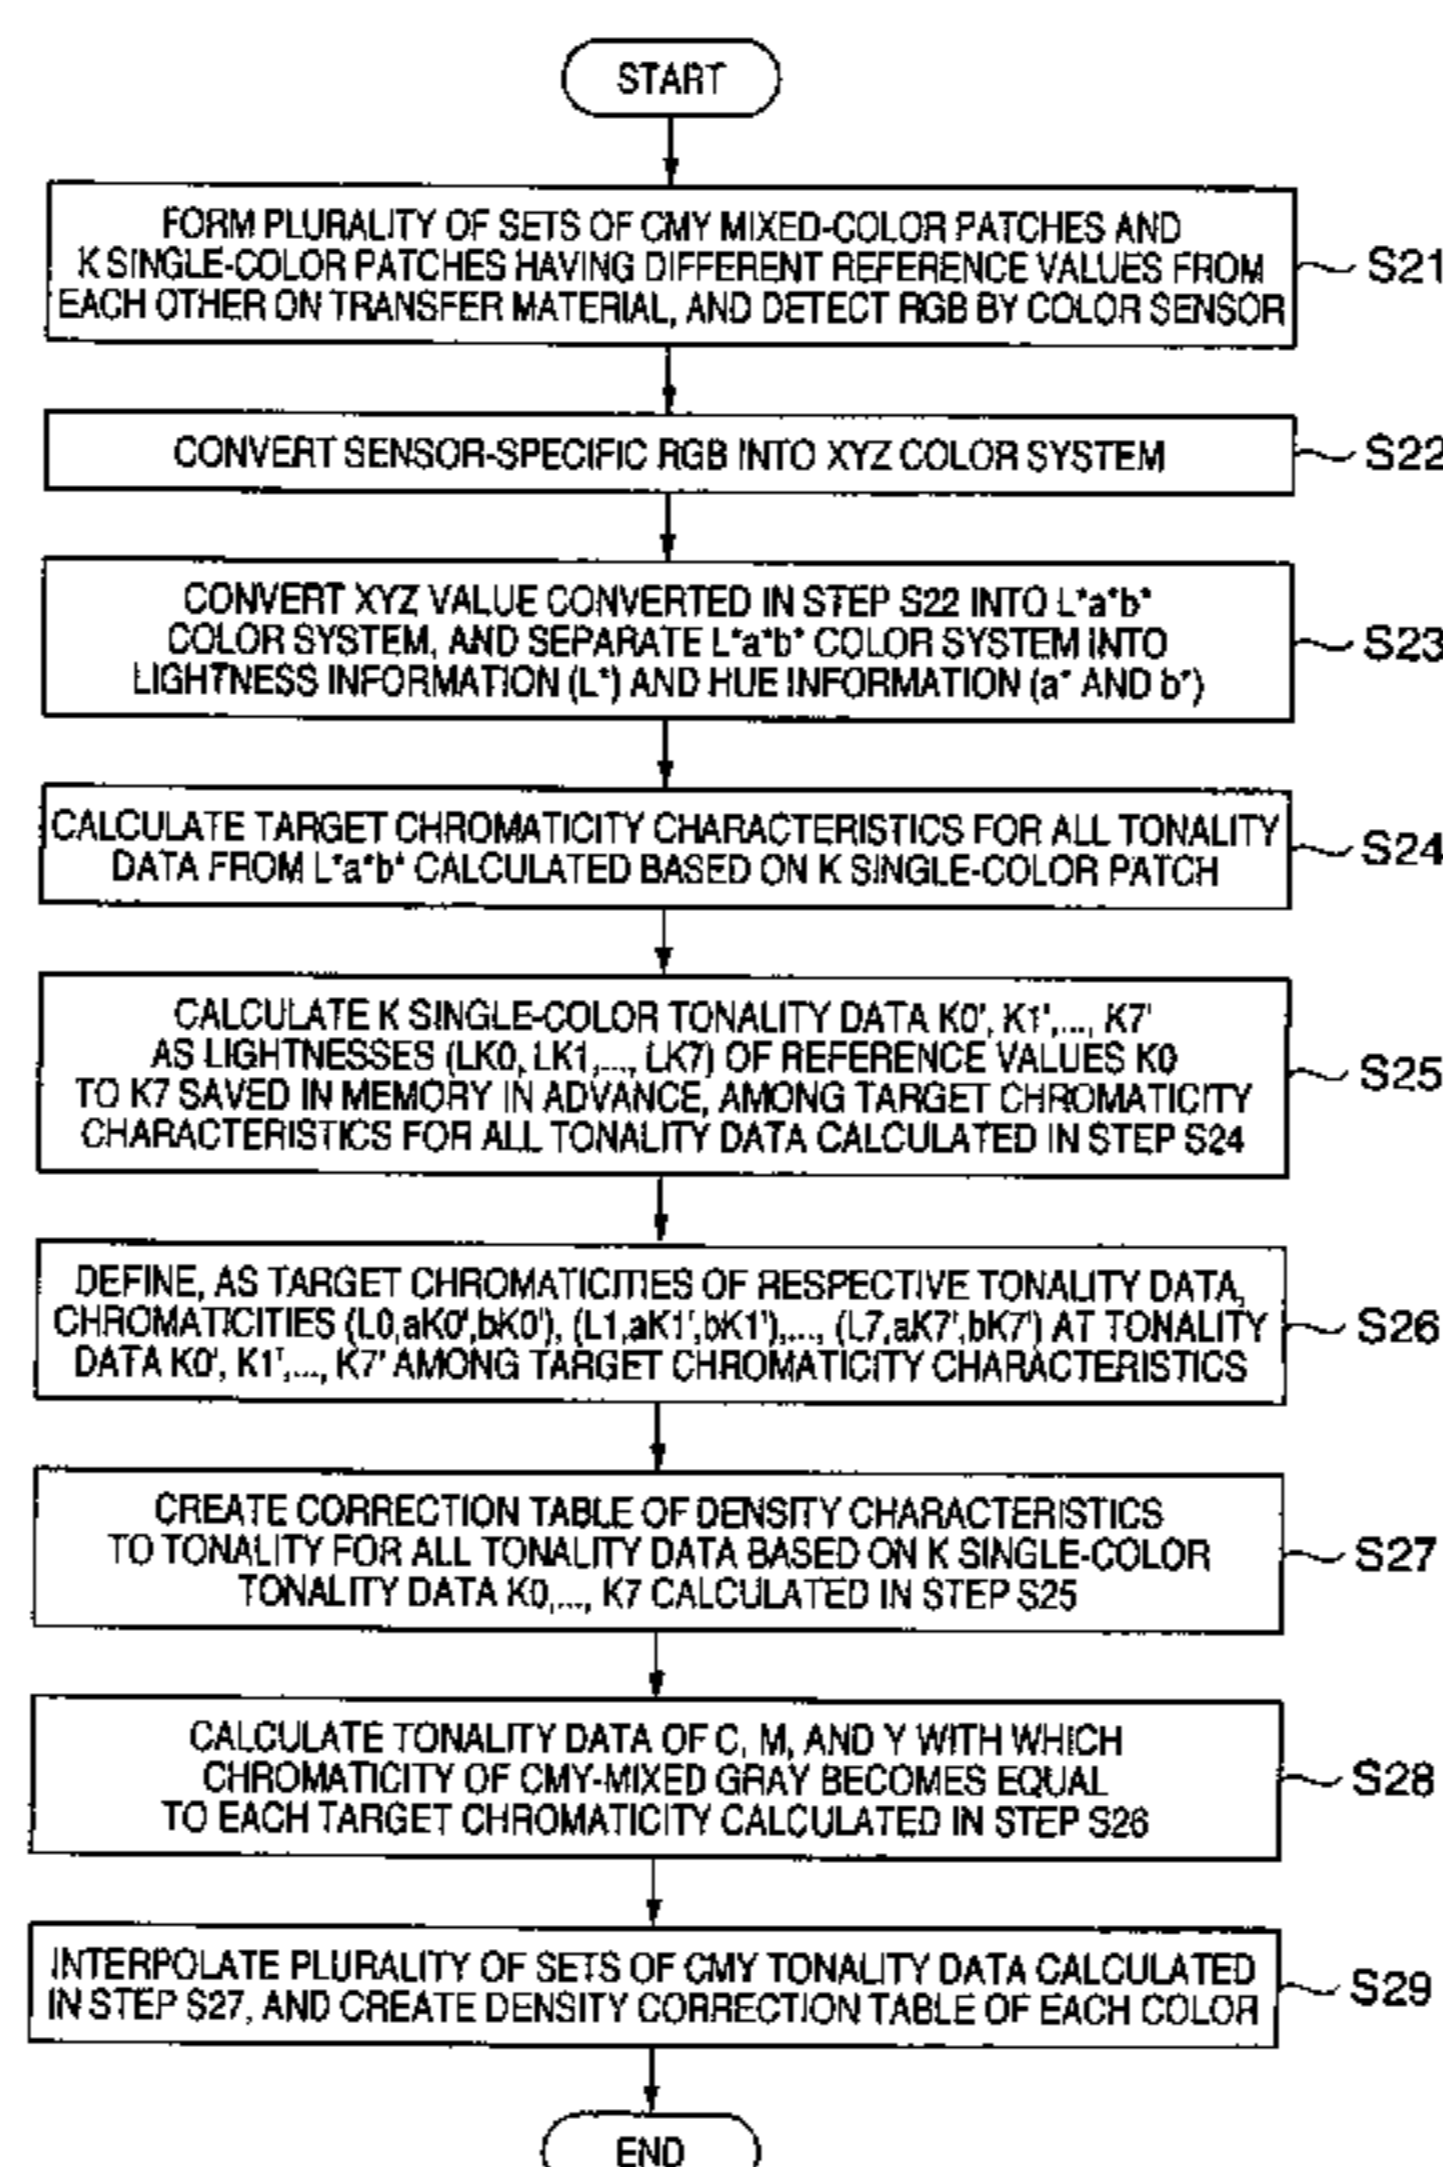 START
FORM PLURALITY OF SETS OF CMY MIXED-COLOR PATCHES AND
K SINGLE-COLOR PATCHES HAVING DIFFERENT REFERENCE VALUES FROM
EACH OTHER ON TRANSFER MATERIAL, AND DETECT RGB BY COLOR SENSOR
S21
CONVERT SENSOR-SPECIFIC RGB INTO XYZ COLOR SYSTEM
S22
CONVERT XYZ VALUE CONVERTED IN STEP S22 INTO L*a*b*
COLOR SYSTEM, AND SEPARATE L*a*b* COLOR SYSTEM INTO
LIGHTNESS INFORMATION (L*) AND HUE INFORMATION (a* AND b*)
S23
CALCULATE TARGET CHROMATICITY CHARACTERISTICS FOR ALL TONALITY
DATA FROM L*a*b* CALCULATED BASED ON K SINGLE-COLOR PATCH
S24
CALCULATE K SINGLE-COLOR TONALITY DATA K0', K1',..., K7'
AS LIGHTNESSES (LK0, LK1,..., LK7) OF REFERENCE VALUES K0
TO K7 SAVED IN MEMORY IN ADVANCE, AMONG TARGET CHROMATICITY
CHARACTERISTICS FOR ALL TONALITY DATA CALCULATED IN STEP S24
S25
DEFINE, AS TARGET CHROMATICITIES OF RESPECTIVE TONALITY DATA,
CHROMATICITIES (L0,aK0',bK0'), (L1,aK1',bK1'),..., (L7,aK7',bK7') AT TONALITY
DATA K0', K1',..., K7' AMONG TARGET CHROMATICITY CHARACTERISTICS
S26
CREATE CORRECTION TABLE OF DENSITY CHARACTERISTICS
TO TONALITY FOR ALL TONALITY DATA BASED ON K SINGLE-COLOR
TONALITY DATA K0,..., K7 CALCULATED IN STEP S25
S27
CALCULATE TONALITY DATA OF C, M, AND Y WITH WHICH
CHROMATICITY OF CMY-MIXED GRAY BECOMES EQUAL
TO EACH TARGET CHROMATICITY CALCULATED IN STEP S26
S28
INTERPOLATE PLURALITY OF SETS OF CMY TONALITY DATA CALCULATED
IN STEP S27, AND CREATE DENSITY CORRECTION TABLE OF EACH COLOR
S29
END